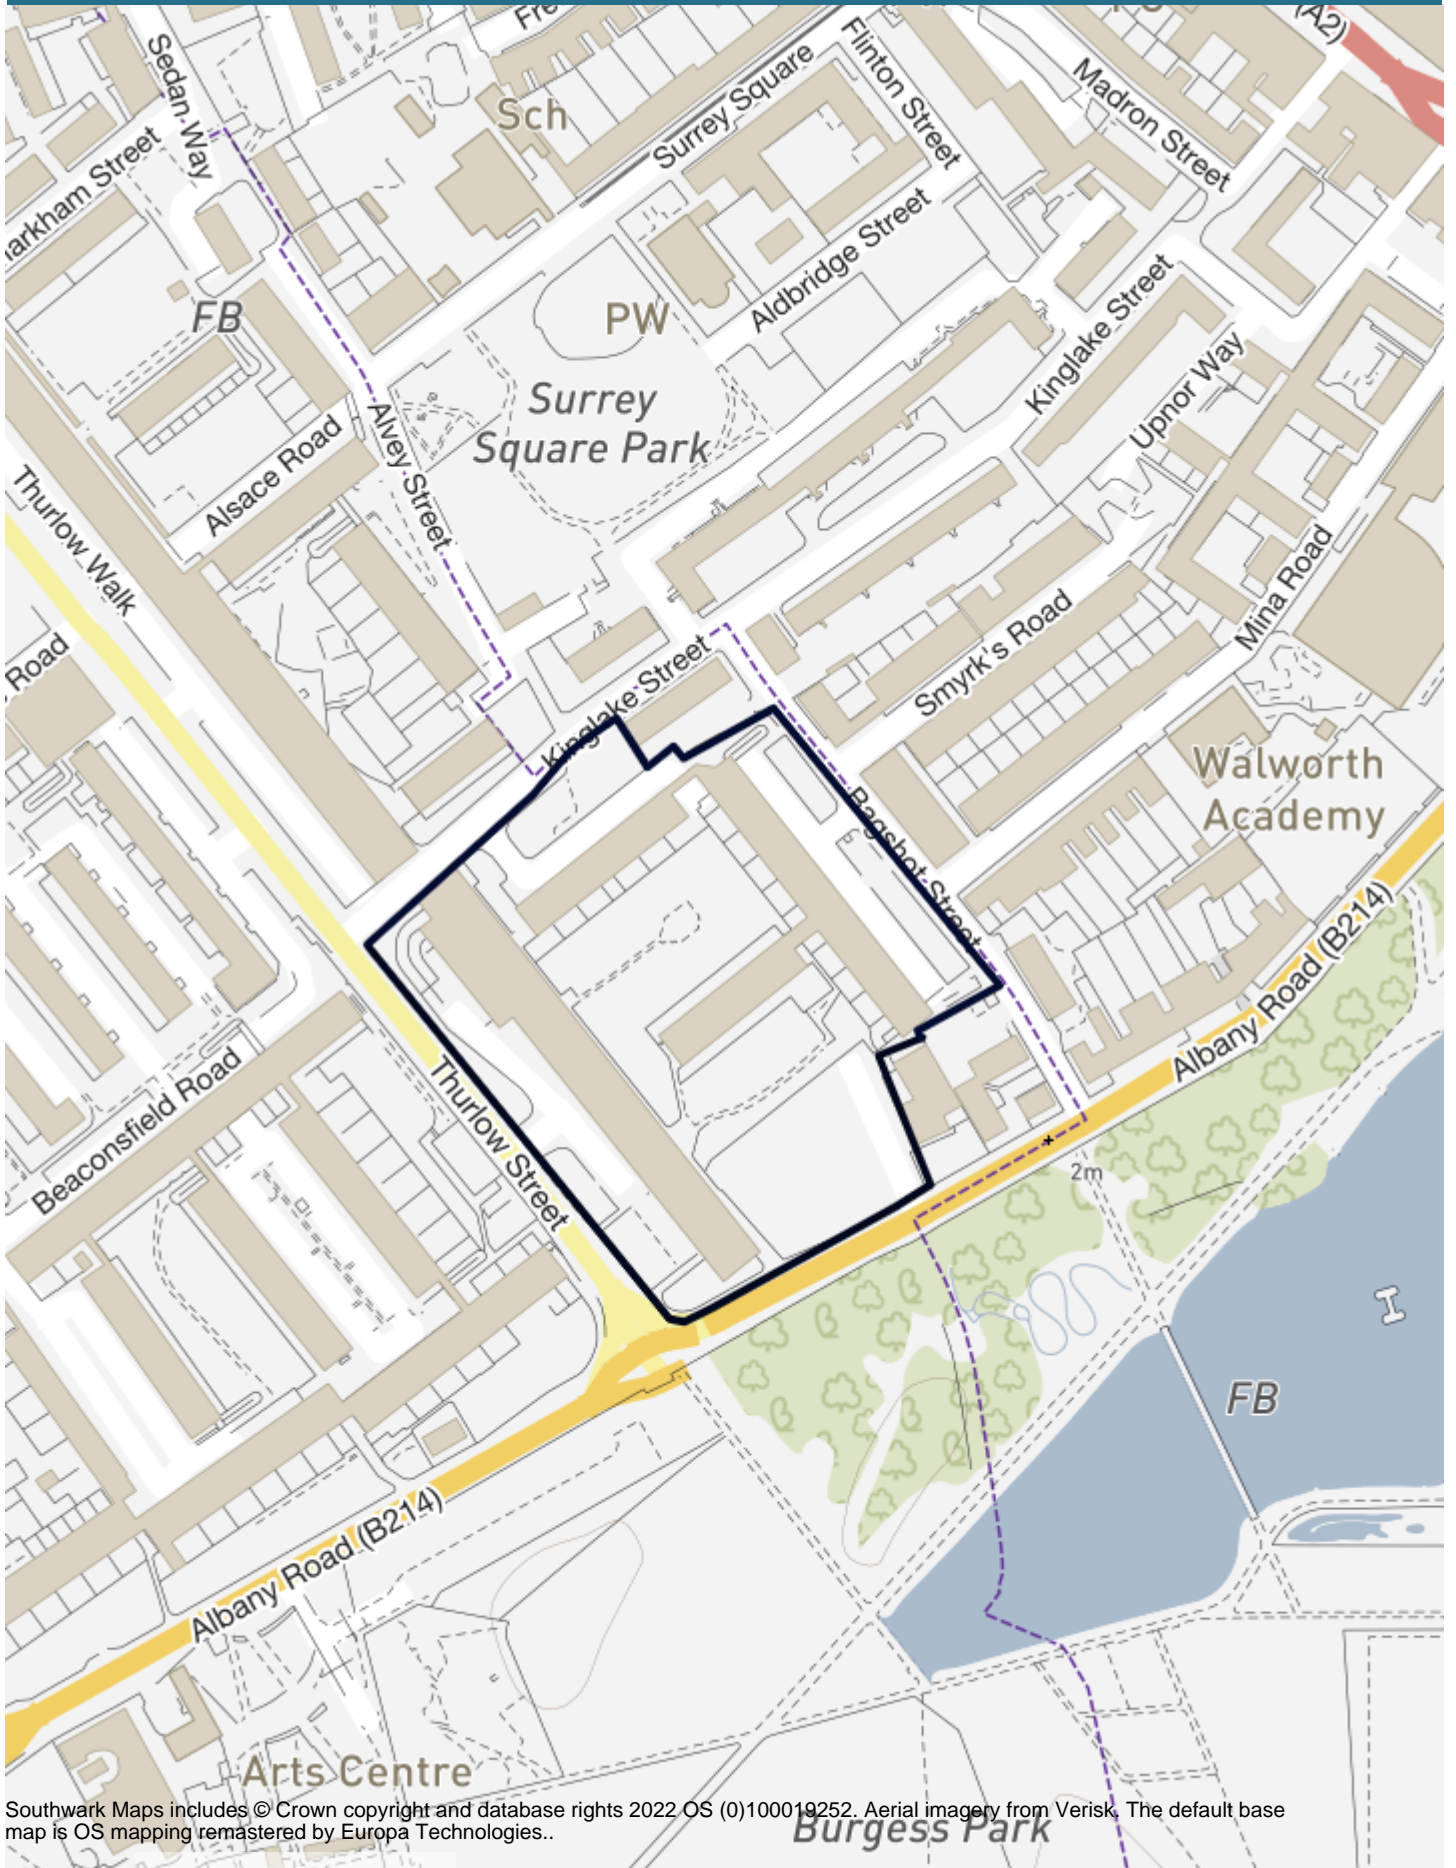 (A2)
Sedan Way
Sch
Surrey Square
Flinton Street
Madron Street
arkham Street
FB
PW
Aldbridge Street
Kinglake Street
Surrey
Square Park
Alvey Street
Alsace Road
Upnor Way
Thurlow Walk
Mina Road
Road
Smyrk's Road
Kinglake Street
Walworth
Academy
Bagshot Street
Albany Road (B214)
Beaconsfield Road
Thurlow Street
2m
FB
Albany Road (B214)
Arts Centre
Burgess Park
Southwark Maps includes © Crown copyright and database rights 2022 OS (0)100019252. Aerial imagery from Verisk. The default base
map is OS mapping remastered by Europa Technologies..